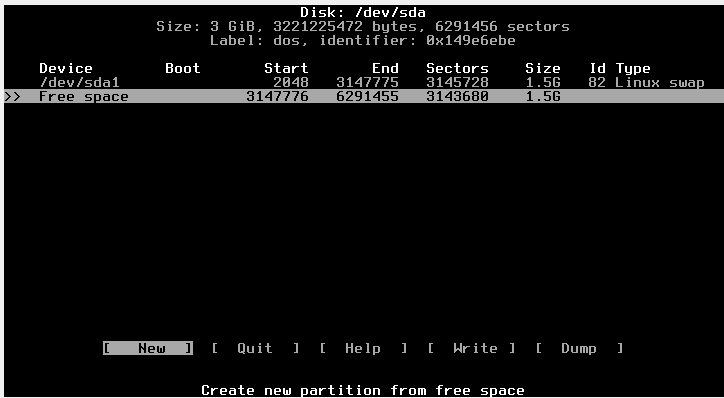 Disk: /dev/sda
Size: 3 GiB, 3221225472 bytes, 6291456 sectors
Label: dos, identifier: 0x149e6ebe
Device Boot Start End Sectors Size Id Type
/dev/sda1 2048 3147775 3145728 1.5G 82 Linux swap
>> Free space 3147776 6291455 3143680 1.5G
[ New ] [ Quit ] [ Help ] [ Write ] [ Dump ]
Create new partition from free space